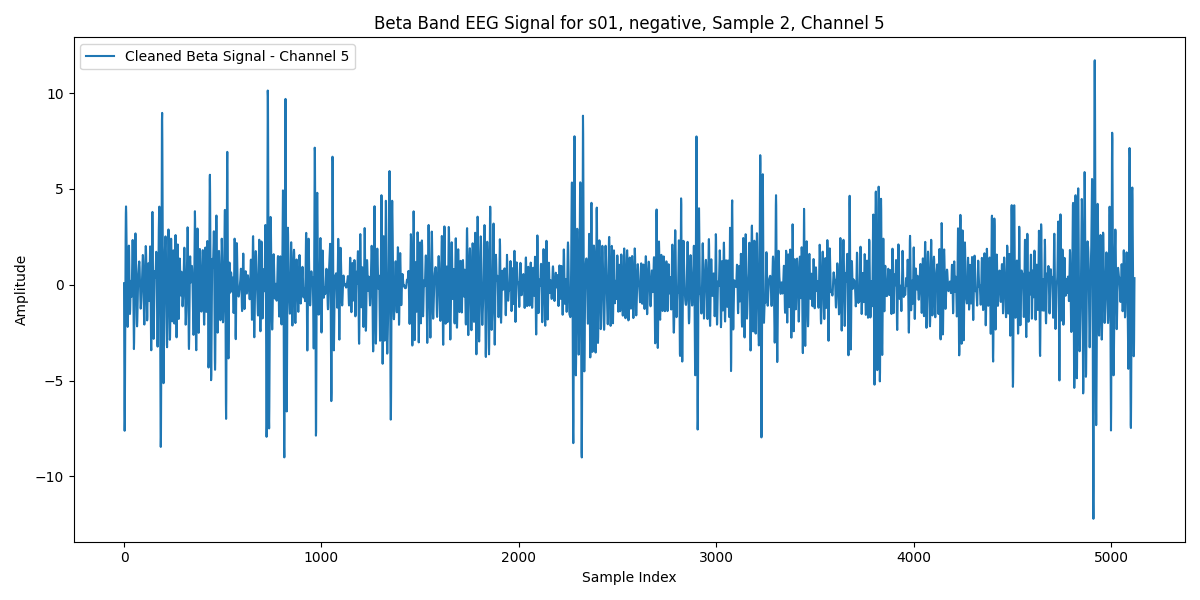 Beta Band EEG Signal for s01, negative, Sample 2, Channel 5
Cleaned Beta Signal - Channel 5
Amplitude
10
5
0
−5
−10
0 1000 2000 3000 4000 5000
Sample Index